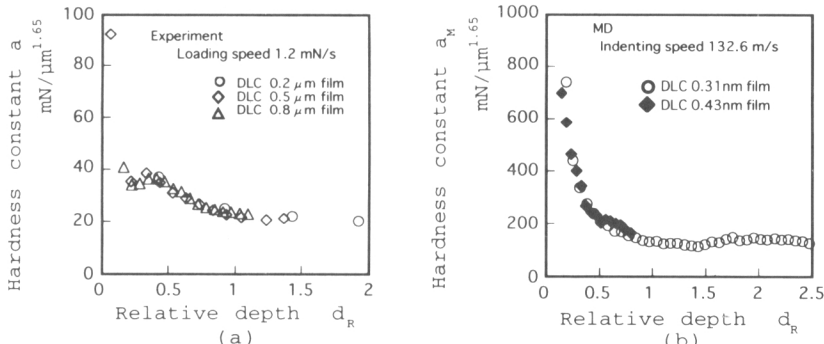 Hardness constant a
mN/μm^1.65
100
80
60
40
20
0
Experiment
Loading speed 1.2 mN/s
DLC 0.2 μm film
DLC 0.5 μm film
DLC 0.8 μm film
0 0.5 1 1.5 2
Relative depth d_R
(a)
Hardness constant a_M
mN/μm^1.65
1000
800
600
400
200
0
MD
Indenting speed 132.6 m/s
DLC 0.31nm film
DLC 0.43nm film
0 0.5 1 1.5 2 2.5
Relative depth d_R
(b)